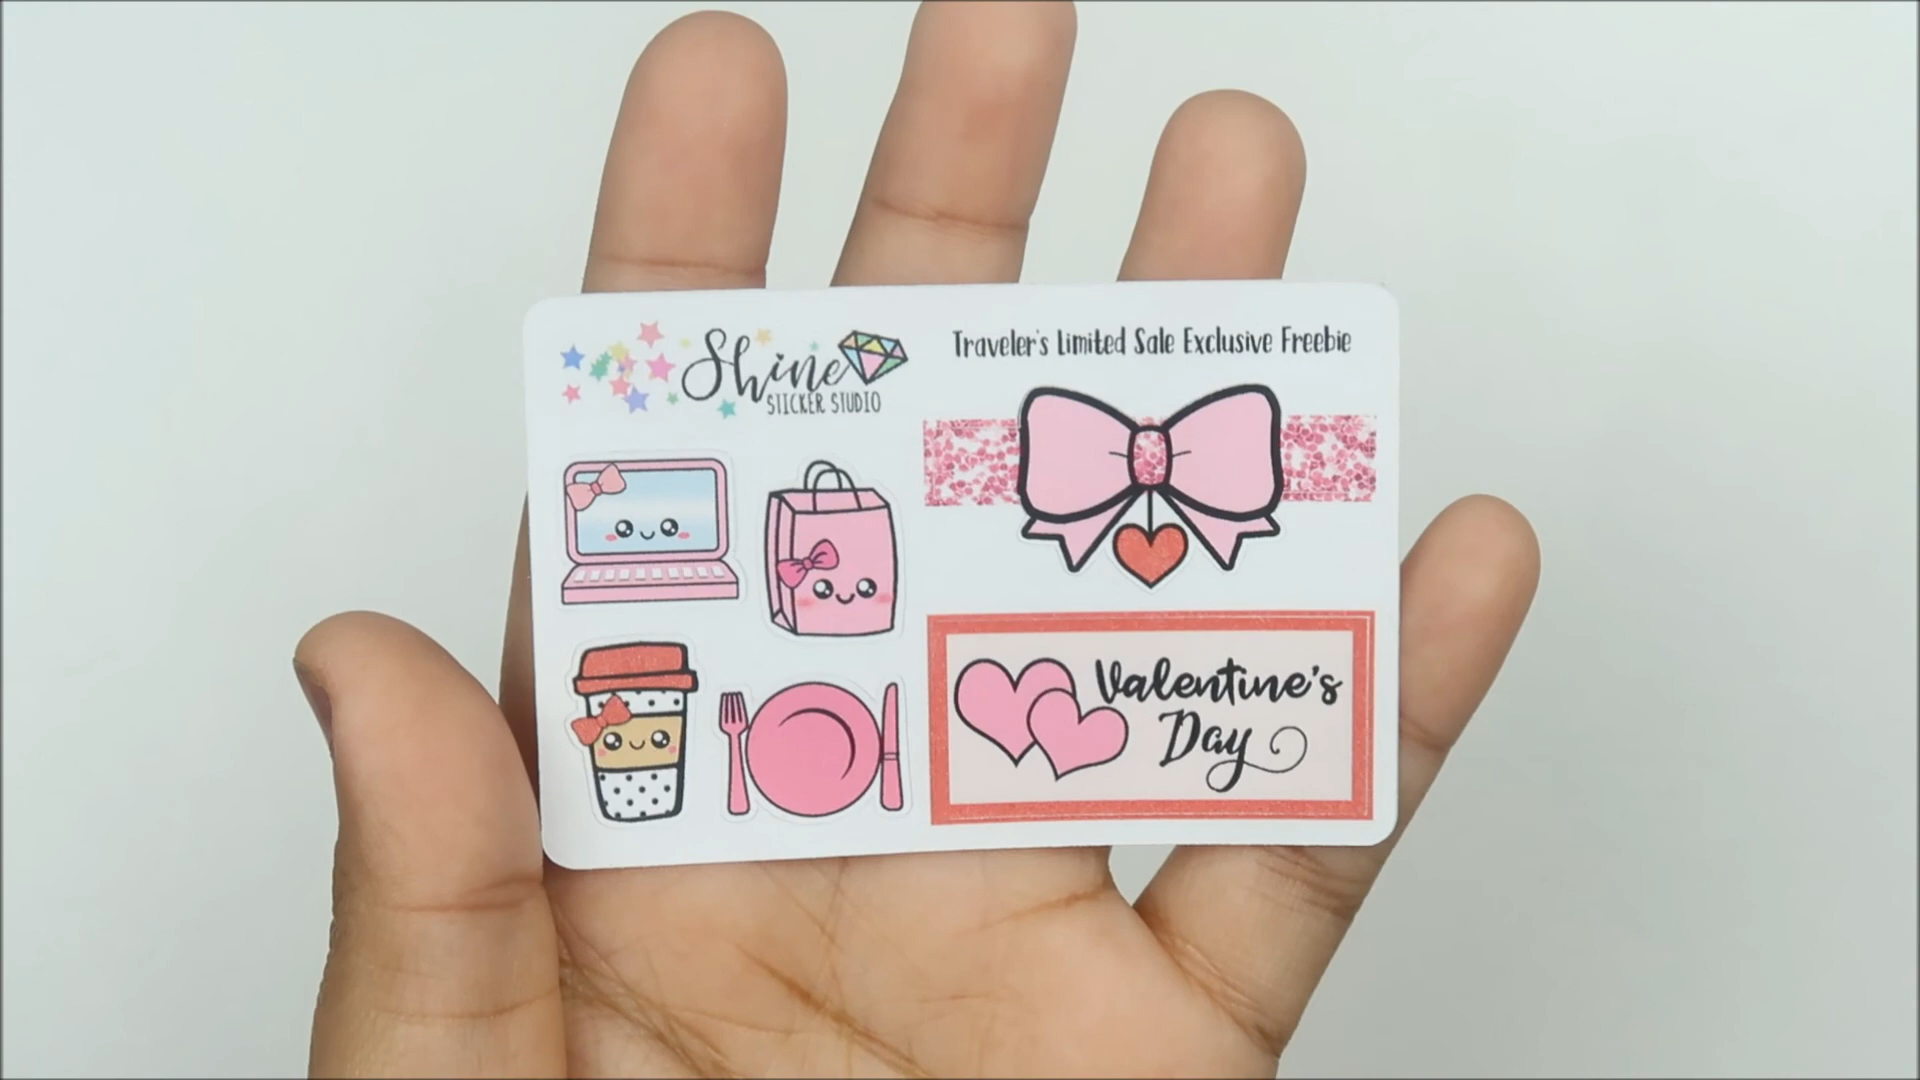 Shine
STICKER STUDIO
Traveler's Limited Sale Exclusive Freebie
Valentine's
Day